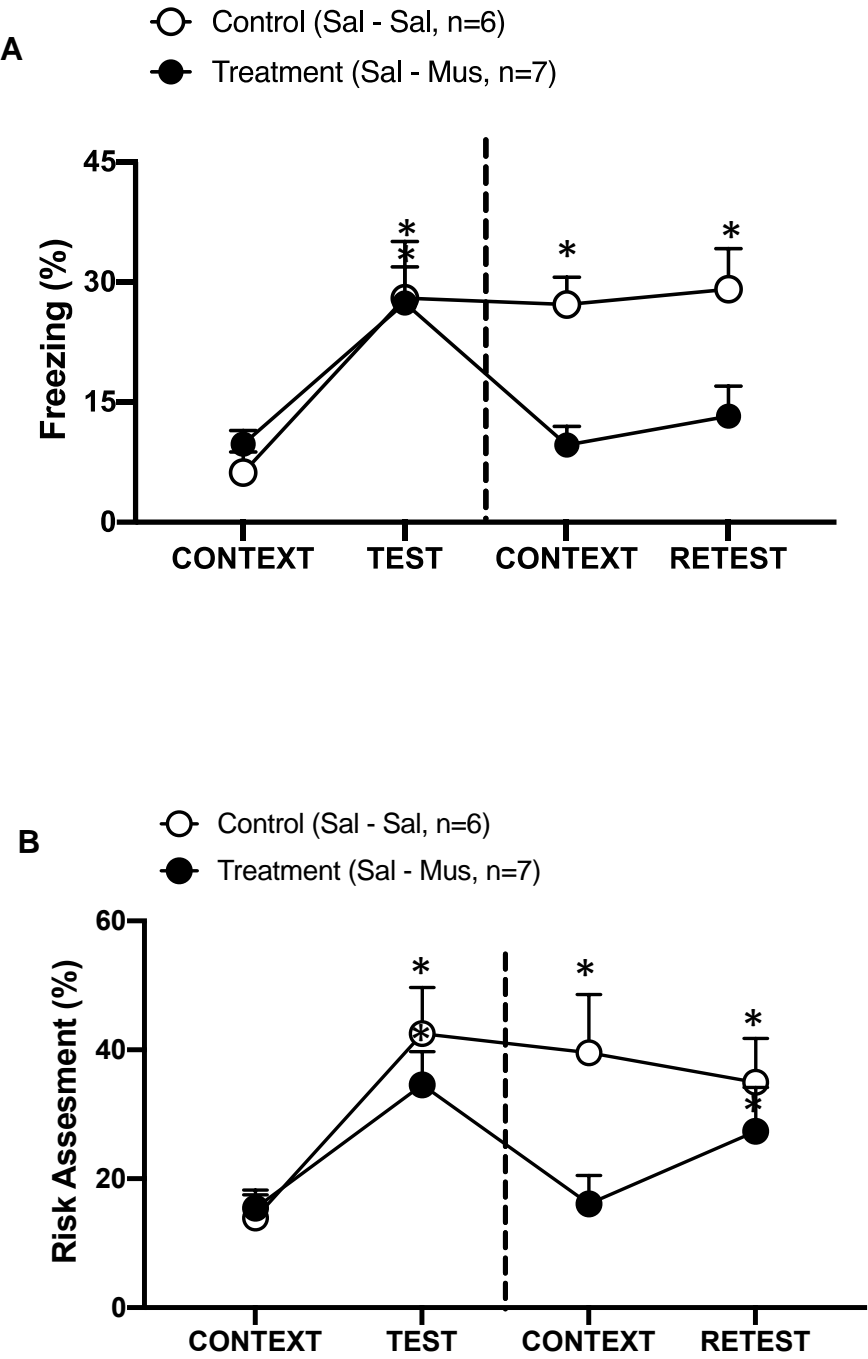 A
Control (Sal - Sal, n=6)
Treatment (Sal - Mus, n=7)
45
30
15
0
Freezing (%)
*
*
*
*
CONTEXT TEST CONTEXT RETEST
B
Control (Sal - Sal, n=6)
Treatment (Sal - Mus, n=7)
60
40
20
0
Risk Assesment (%)
*
*
*
*
*
CONTEXT TEST CONTEXT RETEST